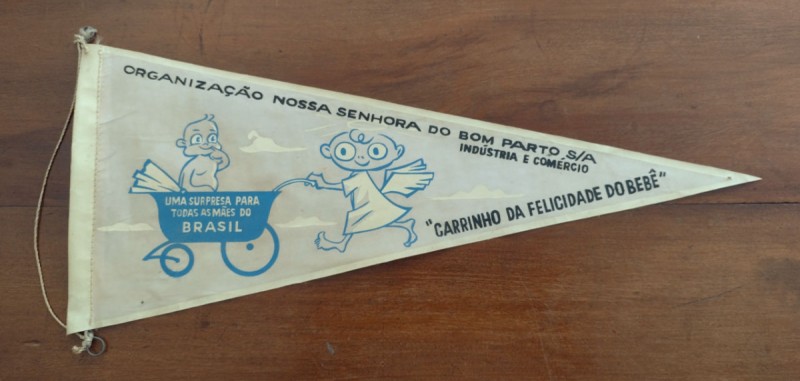 ORGANIZAÇÃO NOSSA SENHORA DO BOM PARTO S/A
INDÚSTRIA E COMÉRCIO
UMA SURPRESA PARA
TODAS AS MÃES DO
BRASIL
"CARRINHO DA FELICIDADE DO BEBÊ"